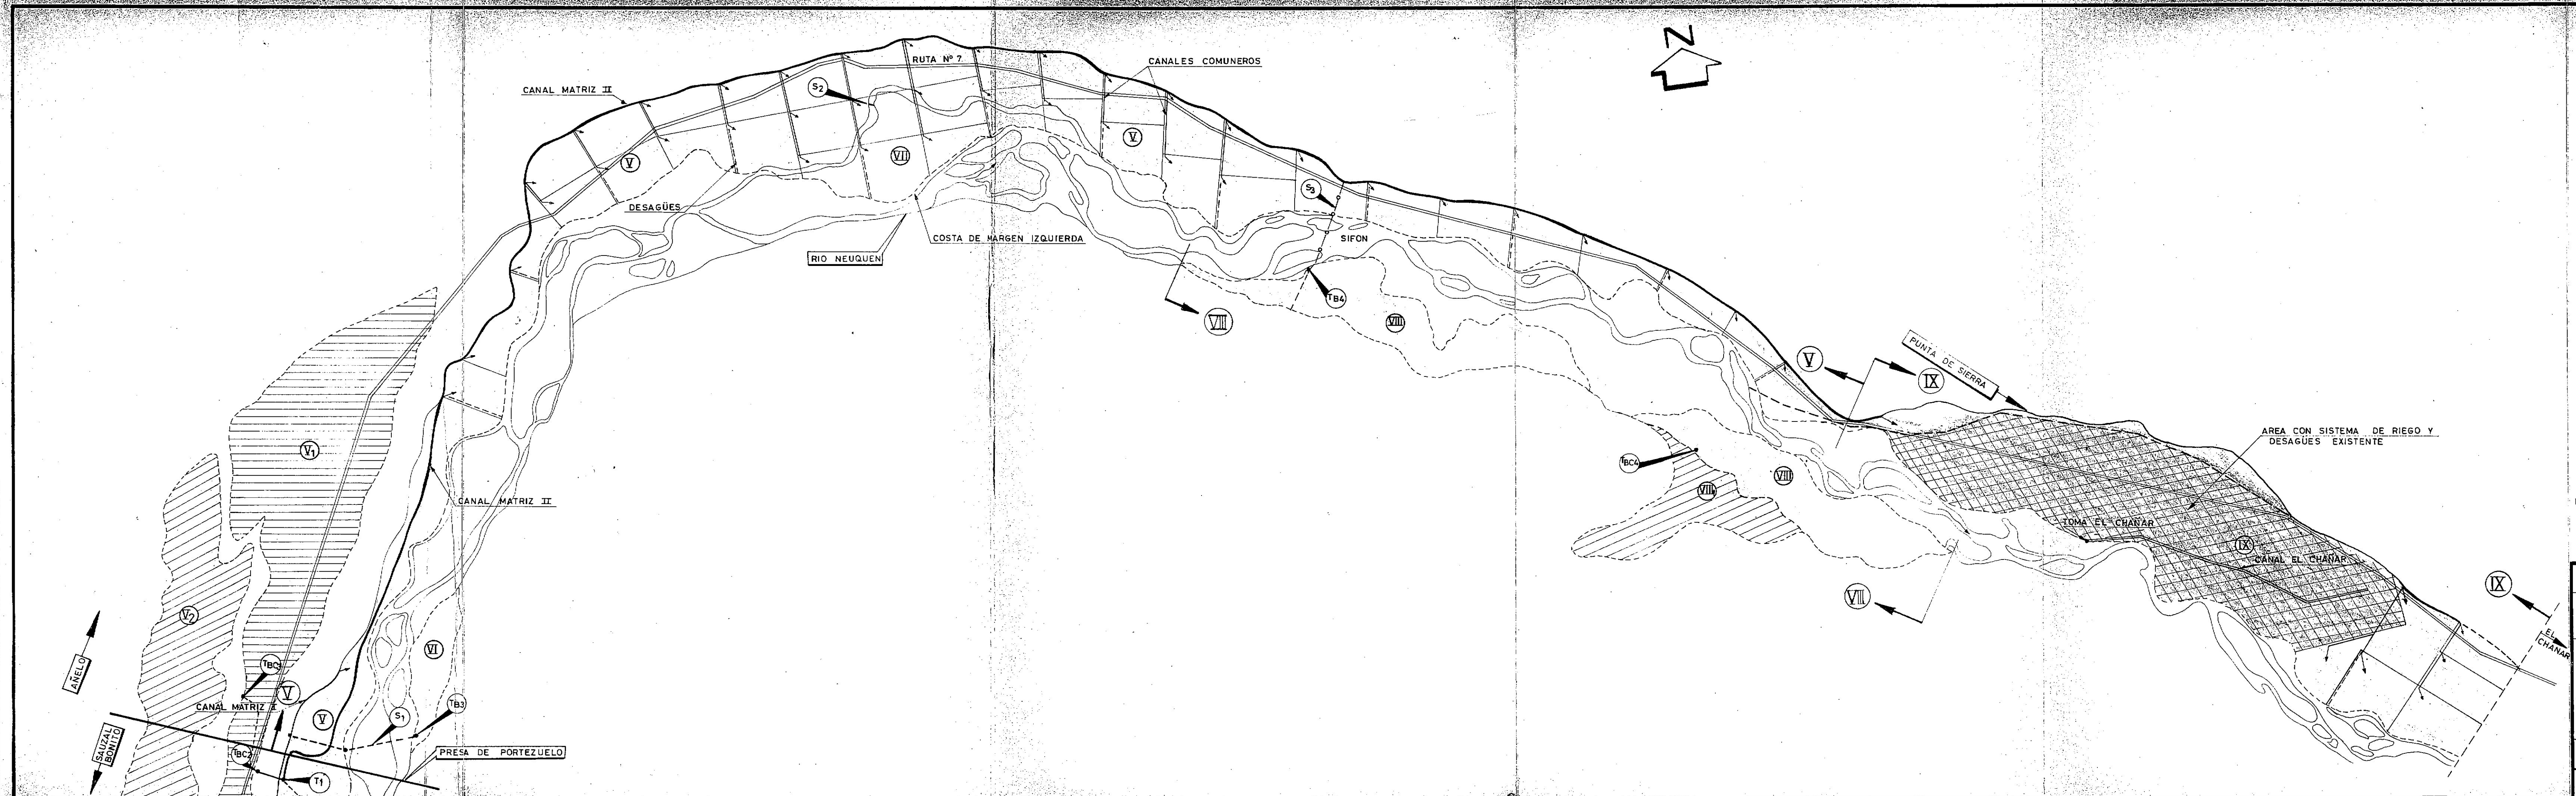 N
RUTA Nº 7
CANALES COMUNEROS
CANAL MATRIZ II
S2
V
VII
V
S3
DESAGÜES
COSTA DE MARGEN IZQUIERDA
SIFON
RIO NEUQUEN
TB4
VIII
VIII
V
IX
PUNTA DE SIERRA
AREA CON SISTEMA DE RIEGO Y
DESAGÜES EXISTENTE
V1
TBC4
VIII
CANAL MATRIZ II
TOMA EL CHAÑAR
IX
CANAL EL CHAÑAR
VIII
IX
V2
EL
CHAÑAR
VI
AÑELO
V
CANAL MATRIZ I
V
S1
TB3
SAUZAL
BONITO
TBC2
PRESA DE PORTEZUELO
T1